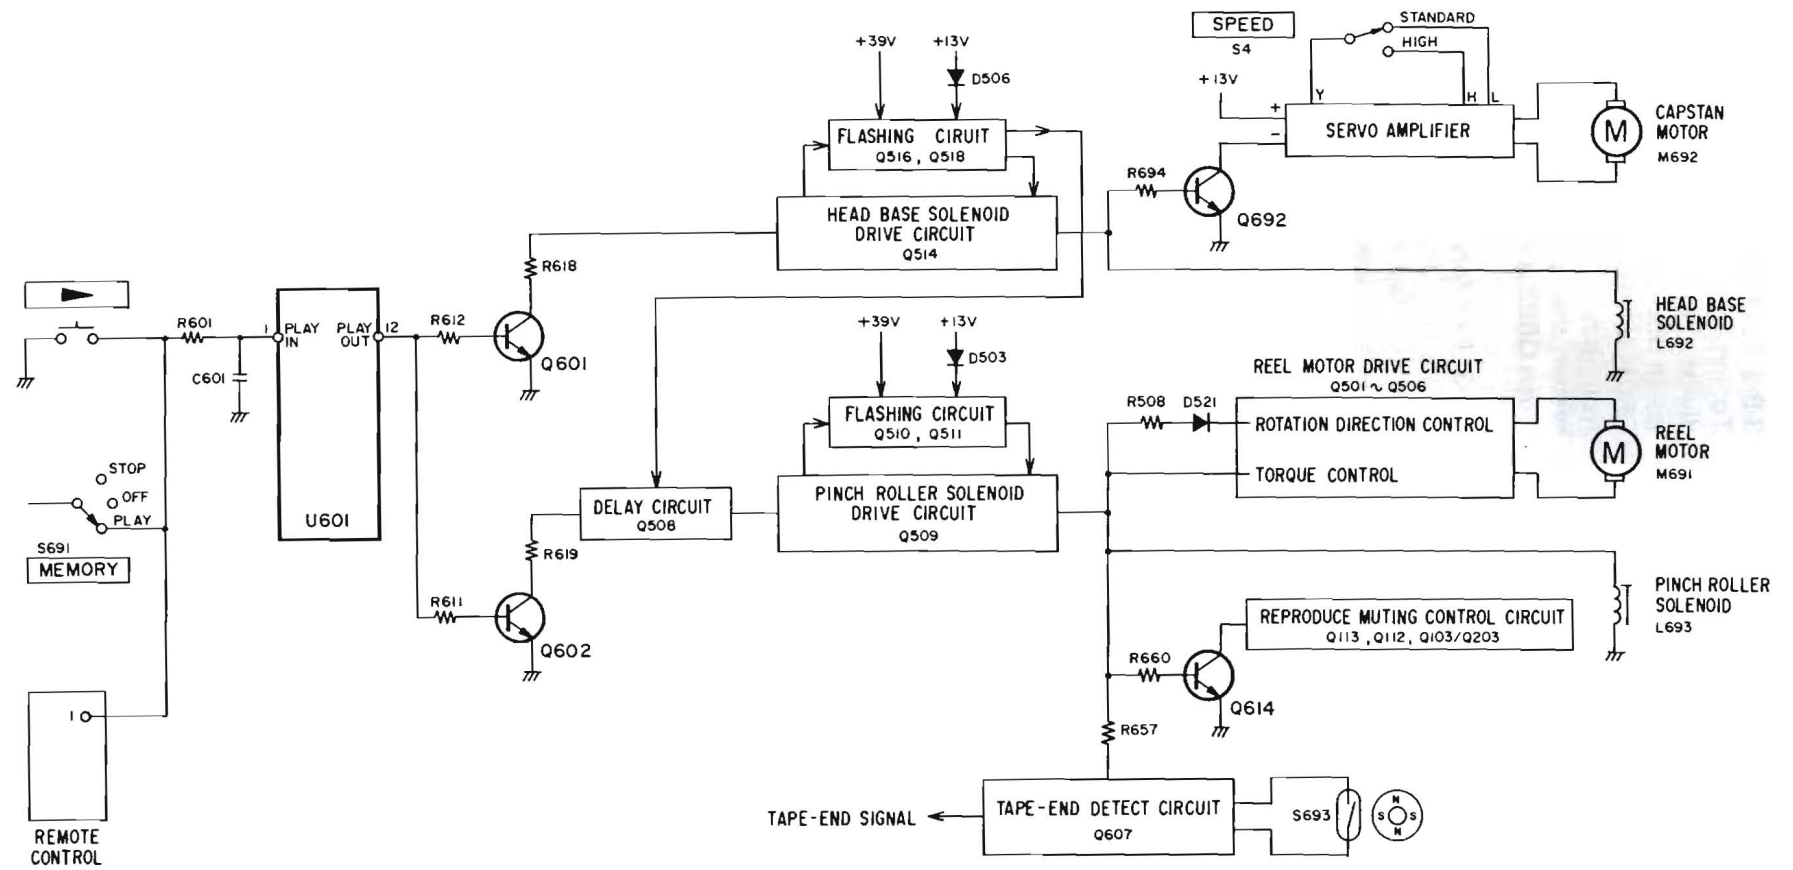 SPEED
S4
STANDARD
HIGH
+13V
Y
H
L
+
-
SERVO AMPLIFIER
M
CAPSTAN
MOTOR
M692
+39V
+13V
D506
FLASHING CIRUIT
Q516, Q518
HEAD BASE SOLENOID
DRIVE CIRCUIT
Q514
R694
Q692
HEAD BASE
SOLENOID
L692
R618
R601
1
PLAY
IN
PLAY
OUT
12
R612
Q601
C601
U601
STOP
OFF
PLAY
S691
MEMORY
+39V
+13V
D503
FLASHING CIRCUIT
Q510, Q511
DELAY CIRCUIT
Q508
PINCH ROLLER SOLENOID
DRIVE CIRCUIT
Q509
R619
R611
Q602
REEL MOTOR DRIVE CIRCUIT
Q501~Q506
R508
D521
ROTATION DIRECTION CONTROL
TORQUE CONTROL
M
REEL
MOTOR
M691
PINCH ROLLER
SOLENOID
L693
REPRODUCE MUTING CONTROL CIRCUIT
Q113, Q112, Q103/Q203
R660
Q614
R657
1
REMOTE
CONTROL
TAPE-END SIGNAL
TAPE-END DETECT CIRCUIT
Q607
S693
N
S
S
N